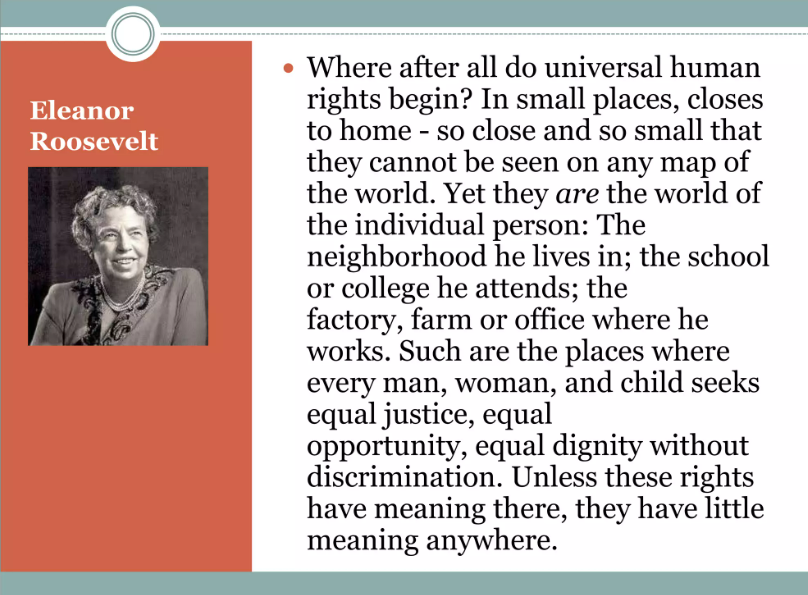 Eleanor
Roosevelt
Where after all do universal human
rights begin? In small places, closes
to home - so close and so small that
they cannot be seen on any map of
the world. Yet they are the world of
the individual person: The
neighborhood he lives in; the school
or college he attends; the
factory, farm or office where he
works. Such are the places where
every man, woman, and child seeks
equal justice, equal
opportunity, equal dignity without
discrimination. Unless these rights
have meaning there, they have little
meaning anywhere.